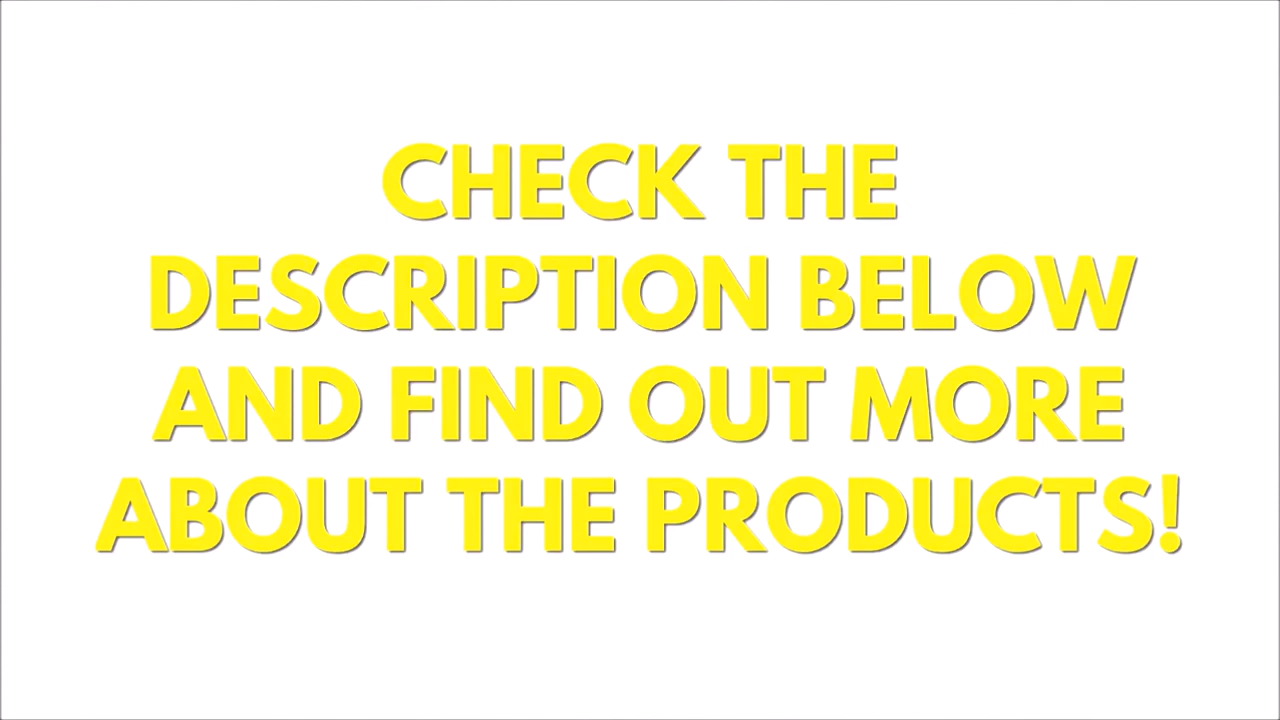 CHECK THE
DESCRIPTION BELOW
AND FIND OUT MORE
ABOUT THE PRODUCTS!